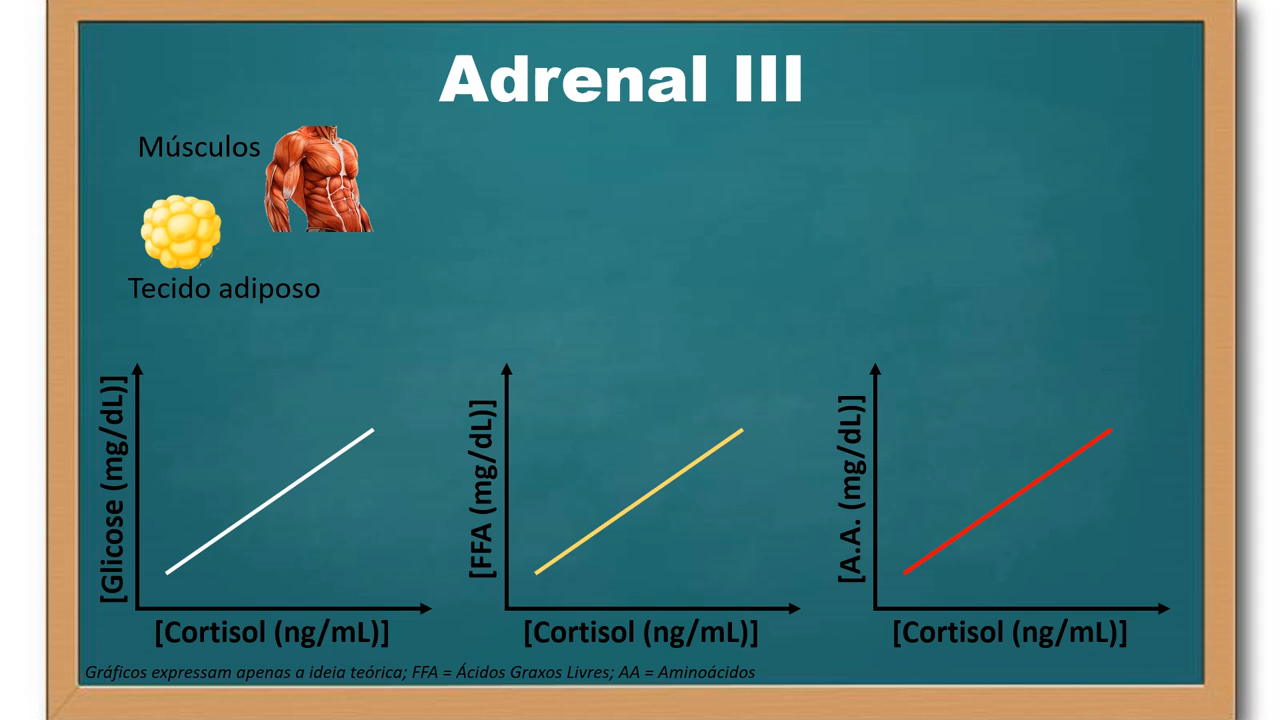 Adrenal III
Músculos
Tecido adiposo
[Glicose (mg/dL)]
[Cortisol (ng/mL)]
[FFA (mg/dL)]
[Cortisol (ng/mL)]
[A.A. (mg/dL)]
[Cortisol (ng/mL)]
Gráficos expressam apenas a ideia teórica; FFA = Ácidos Graxos Livres; AA = Aminoácidos